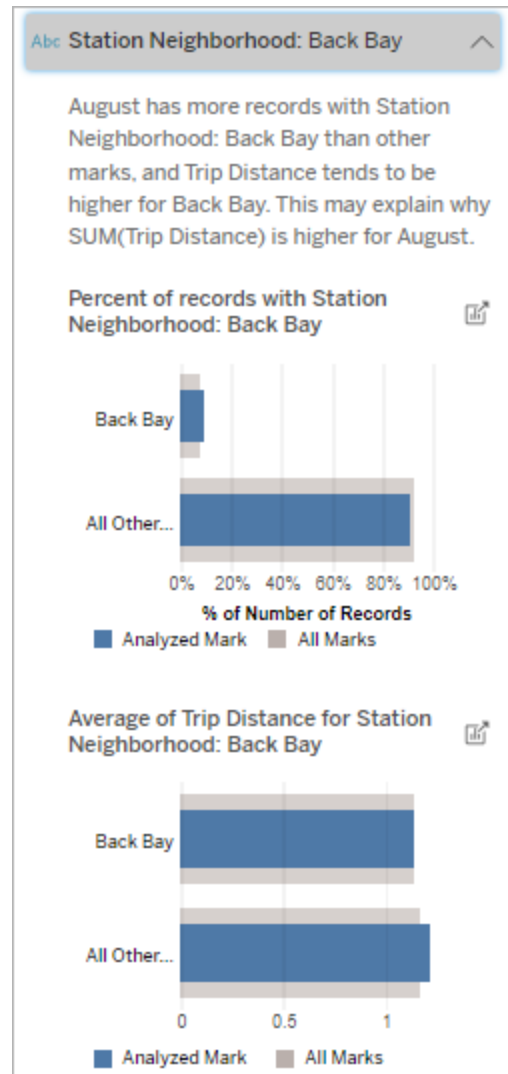 Abc Station Neighborhood: Back Bay
August has more records with Station
Neighborhood: Back Bay than other
marks, and Trip Distance tends to be
higher for Back Bay. This may explain why
SUM(Trip Distance) is higher for August.
Percent of records with Station
Neighborhood: Back Bay
Back Bay
All Other...
0% 20% 40% 60% 80% 100%
% of Number of Records
Analyzed Mark All Marks
Average of Trip Distance for Station
Neighborhood: Back Bay
Back Bay
All Other...
0 0.5 1
Analyzed Mark All Marks